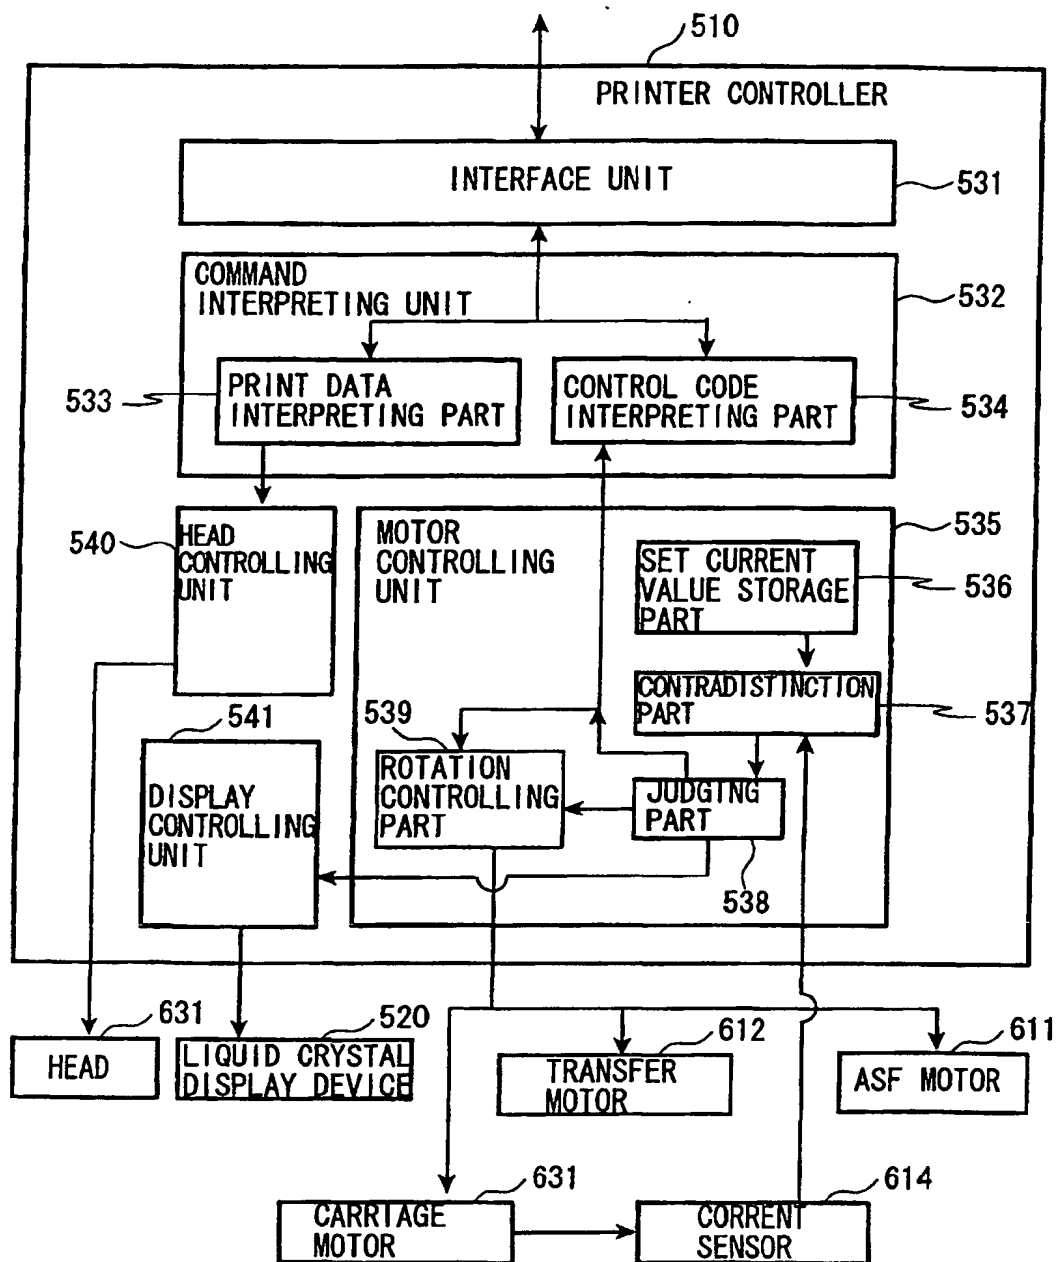 510
PRINTER CONTROLLER
INTERFACE UNIT
531
COMMAND
INTERPRETING UNIT
532
533
PRINT DATA
INTERPRETING PART
CONTROL CODE
INTERPRETING PART
534
540
HEAD
CONTROLLING
UNIT
MOTOR
CONTROLLING
UNIT
535
SET CURRENT
VALUE STORAGE
PART
536
CONTRADISTINCTION
PART
537
541
539
DISPLAY
CONTROLLING
UNIT
ROTATION
CONTROLLING
PART
JUDGING
PART
538
631
HEAD
520
LIQUID CRYSTAL
DISPLAY DEVICE
612
TRANSFER
MOTOR
611
ASF MOTOR
631
CARRIAGE
MOTOR
614
CORRENT
SENSOR